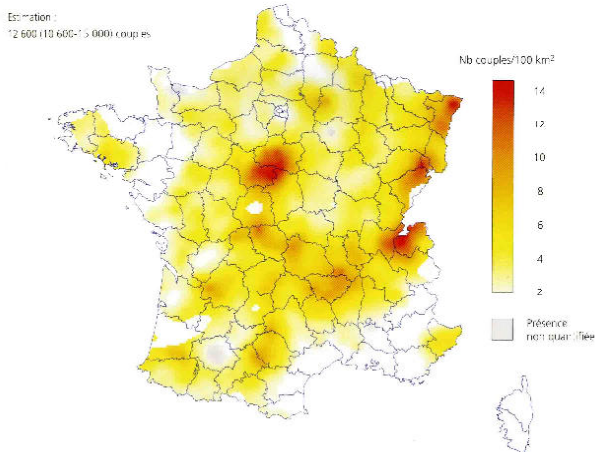 Estimation :
12 600 (10 600-15 000) couples
Nb couples/100 km²
14
12
10
8
6
4
2
Présence
non quantifiée